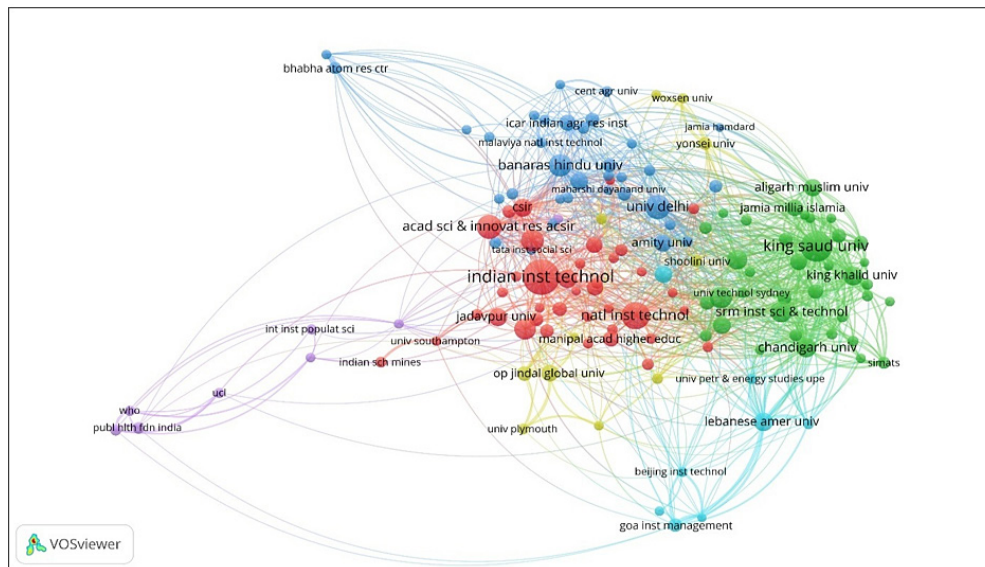 bhabha atom res ctr
cent agr univ
woxsen univ
icar indian agr res inst
jamia hamdard
malaviya natl inst technol
yonsei univ
banaras hindu univ
maharshi dayanand univ
aligarh muslim univ
csir
univ delhi
jamia millia islamia
acad sci & innovat res acsir
tata inst social sci
amity univ
king saud univ
shoolini univ
indian inst technol
king khalid univ
univ technol sydney
jadavpur univ
natl inst technol
srm inst sci & technol
int inst populat sci
univ southampton
manipal acad higher educ
chandigarh univ
indian sch mines
simats
op jindal global univ
univ petr & energy studies upe
uci
who
publ hlth fdn india
univ plymouth
lebanese amer univ
beijing inst technol
goa inst management
VOSviewer